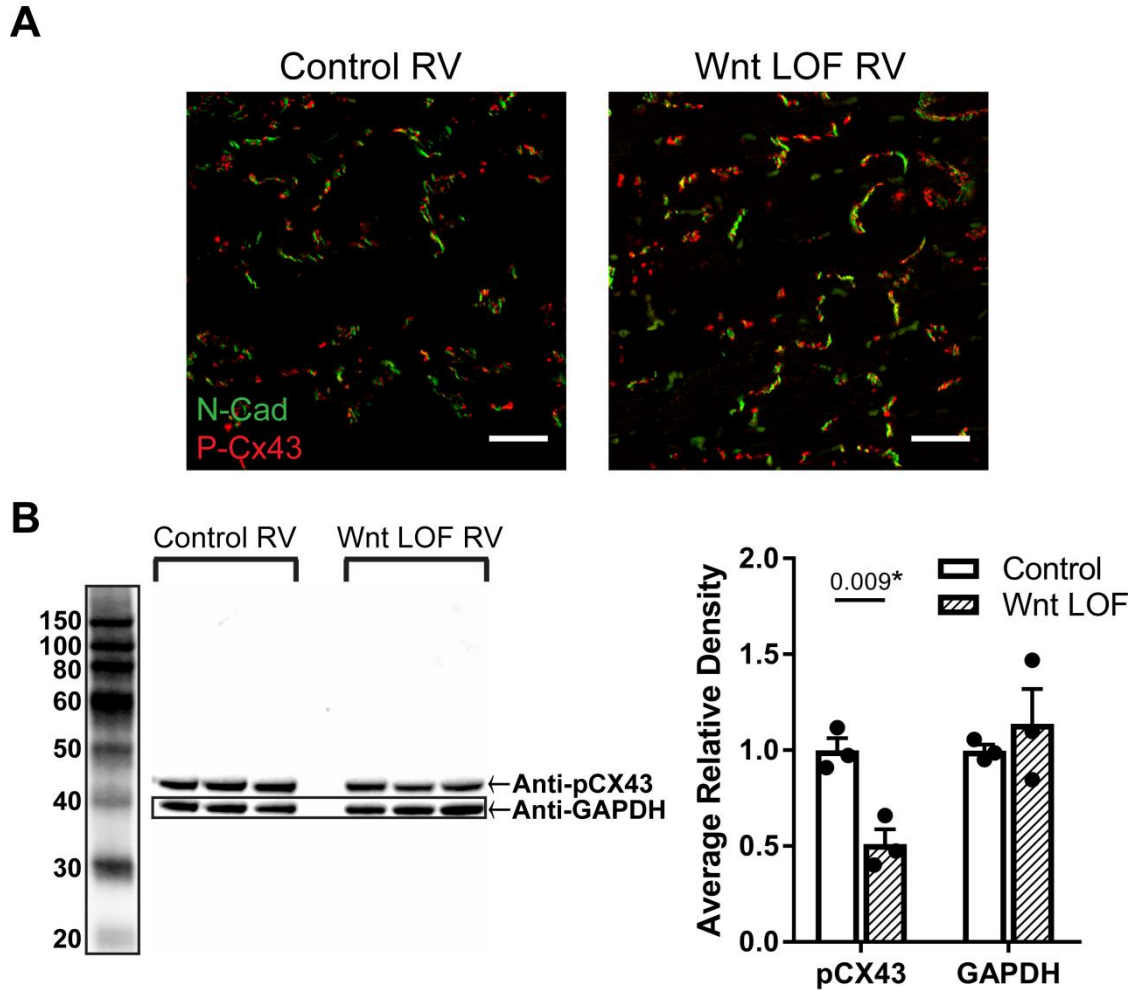 A
Control RV
Wnt LOF RV
N-Cad
P-Cx43
B
Control RV
Wnt LOF RV
150
100
80
60
50
40
30
20
←Anti-pCX43
←Anti-GAPDH
Average Relative Density
2.0
1.5
1.0
0.5
0.0
0.009*
Control
Wnt LOF
pCX43
GAPDH